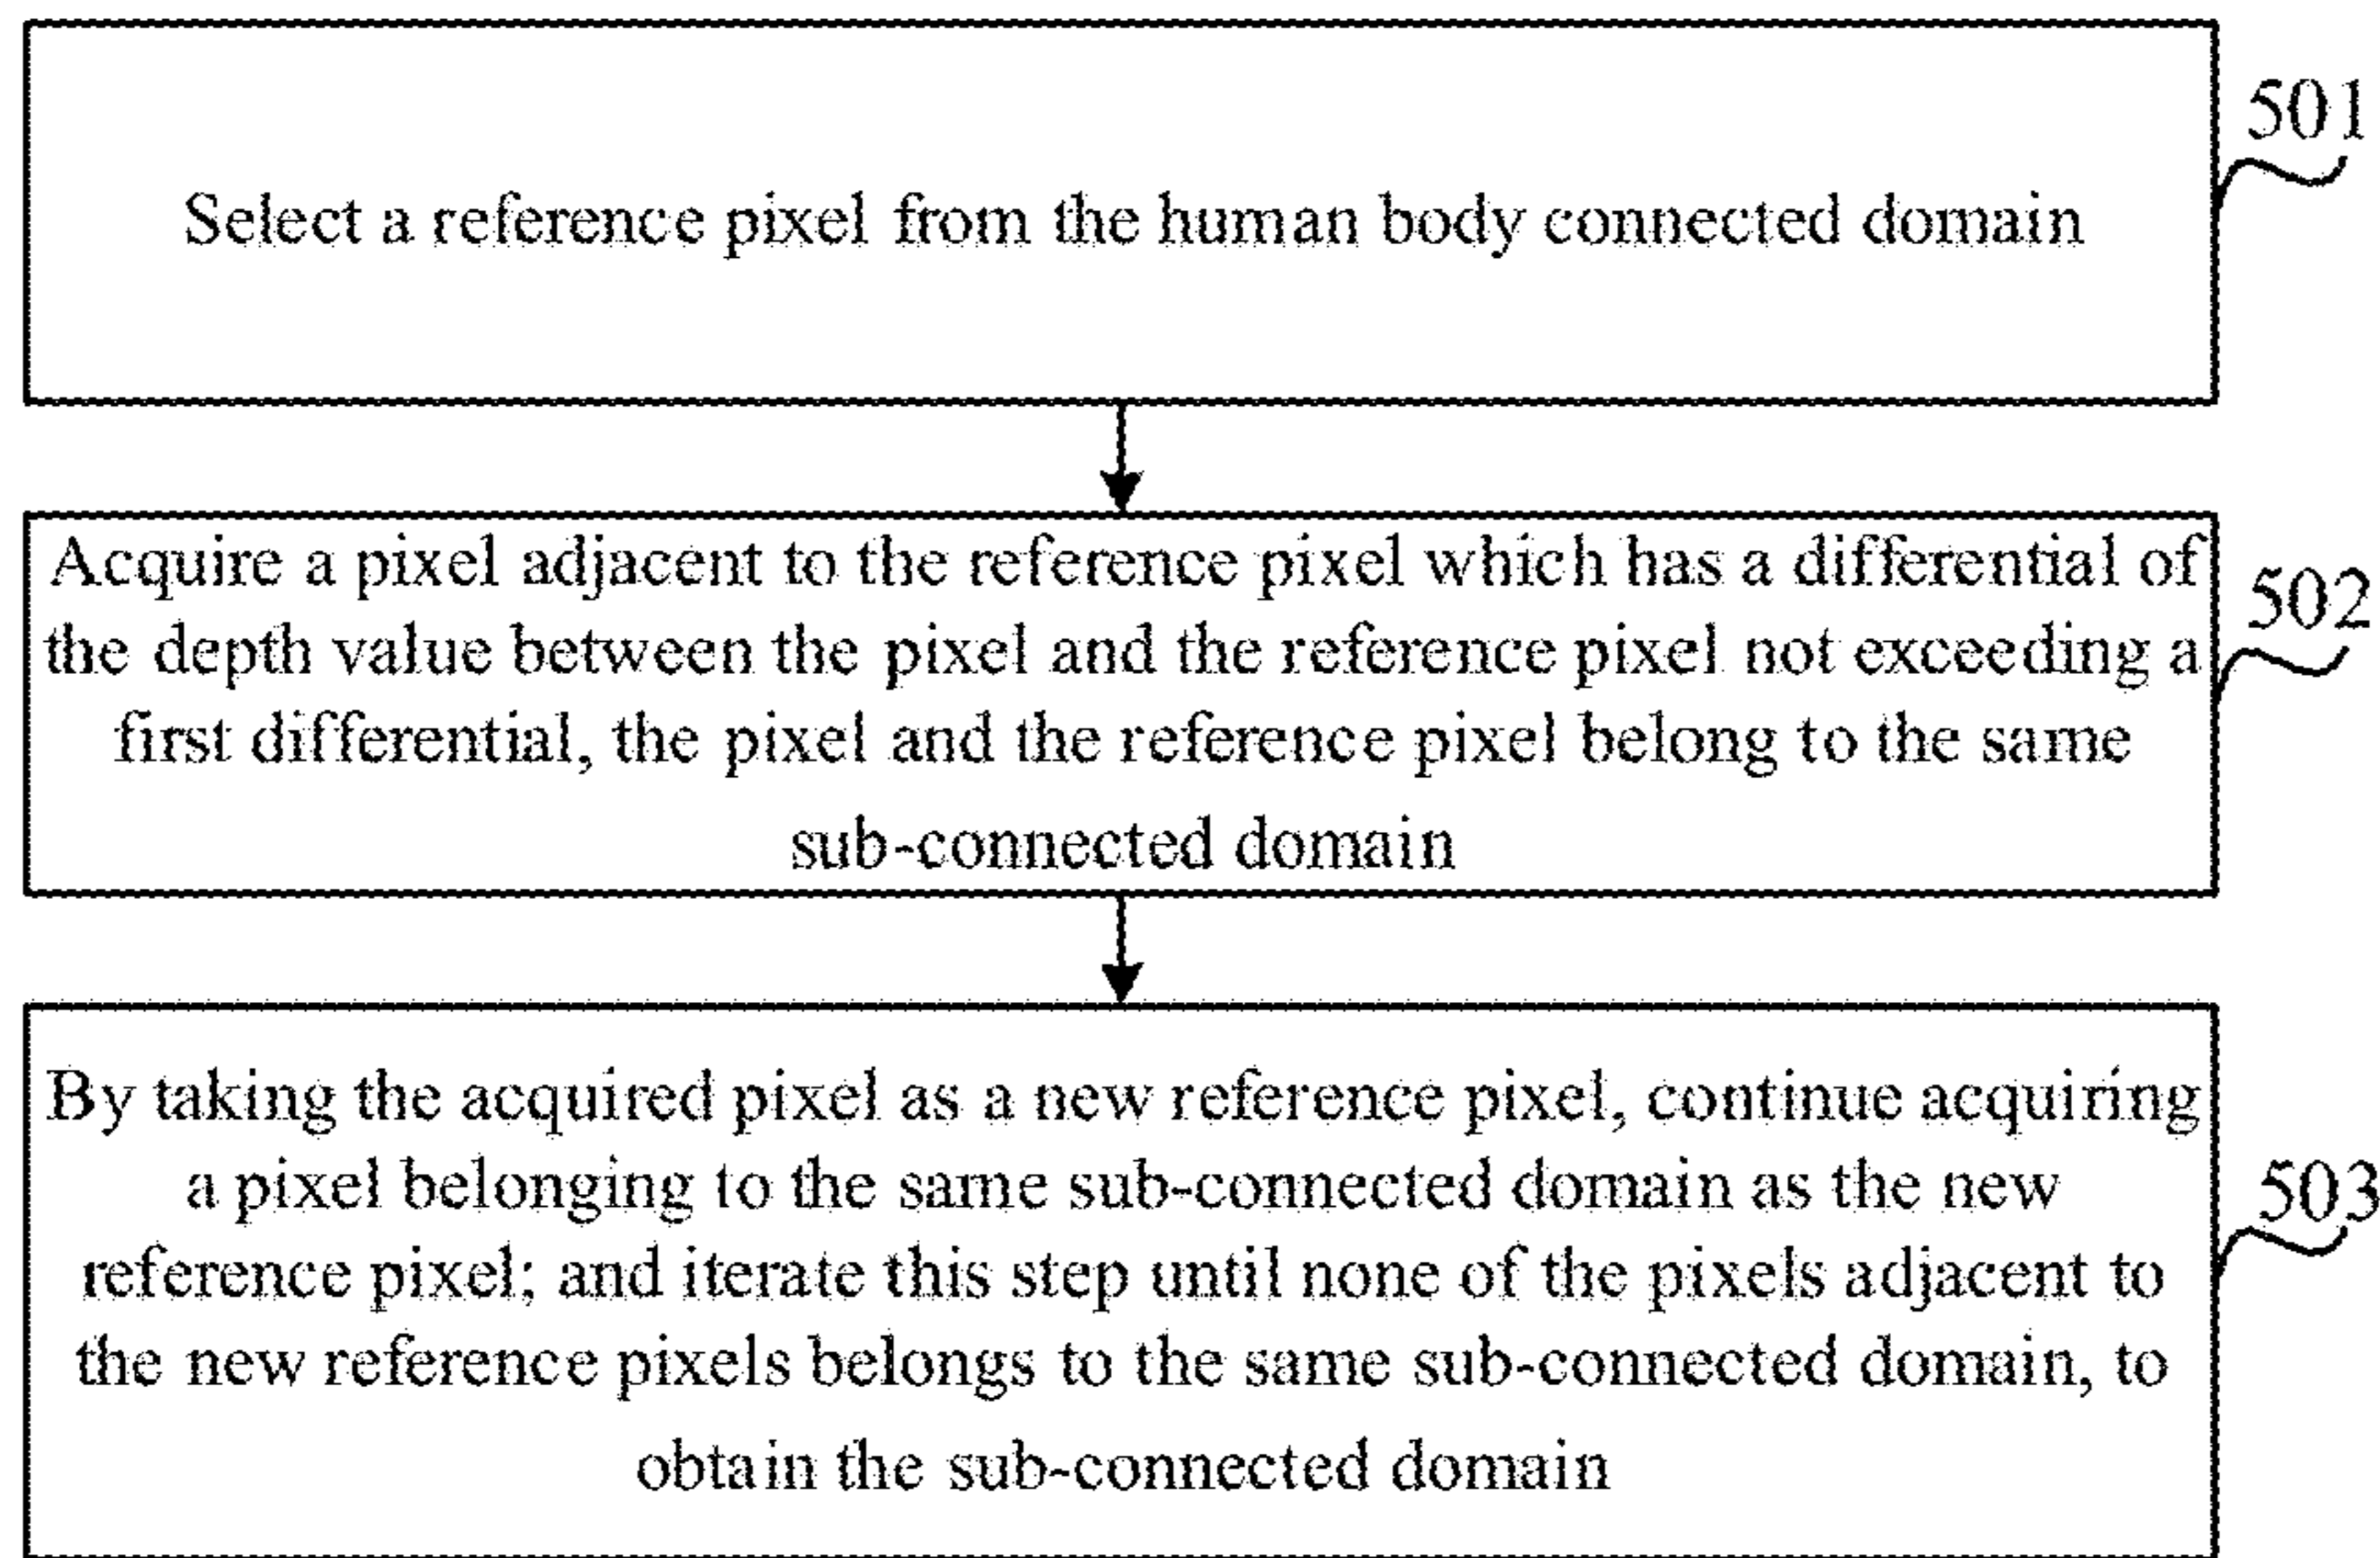 501
Select a reference pixel from the human body connected domain
Acquire a pixel adjacent to the reference pixel which has a differential of
502
the depth value between the pixel and the reference pixel not exceeding a
first differential, the pixel and the reference pixel belong to the same
sub-connected domain
By taking the acquired pixel as a new reference pixel, continue acquiring
a pixel belonging to the same sub-connected domain as the new
503
reference pixel; and iterate this step until none of the pixels adjacent to
the new reference pixels belongs to the same sub-connected domain, to
obtain the sub-connected domain